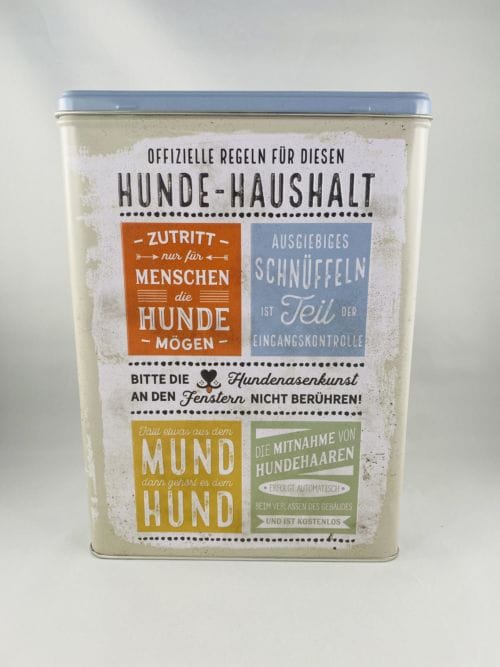 OFFIZIELLE REGELN FÜR DIESEN
HUNDE-HAUSHALT
ZUTRITT
nur für
MENSCHEN
die
HUNDE
MÖGEN
AUSGIEBIGES
SCHNÜFFELN
IST Teil DER
EINGANGSKONTROLLE
BITTE DIE Hundenasenkunst
AN DEN Fenstern NICHT BERÜHREN!
Fällt etwas aus dem
MUND
dann gehört es dem
HUND
DIE MITNAHME VON
HUNDEHAAREN
ERFOLGT AUTOMATISCH
BEIM VERLASSEN DES GEBÄUDES
UND IST KOSTENLOS